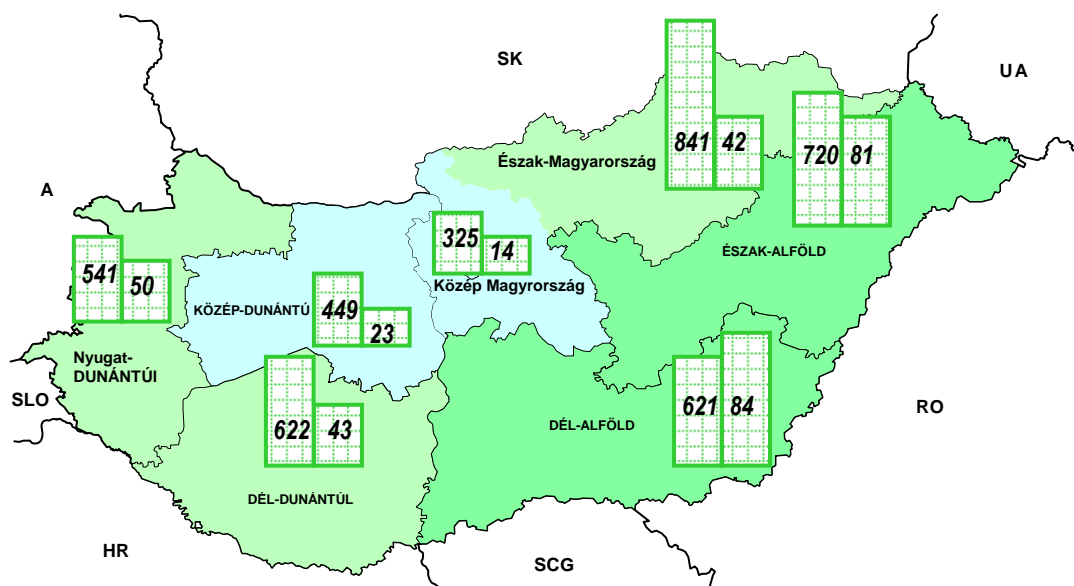 SK
UA
841
42
720
81
Észak-Magyarország
A
325
14
ÉSZAK-ALFÖLD
541
50
Közép Magyrország
KÖZÉP-DUNÁNTÚ
449
23
Nyugat-
DUNÁNTÚI
SLO
621
84
RO
622
43
DÉL-ALFÖLD
DÉL-DUNÁNTÚL
HR
SCG